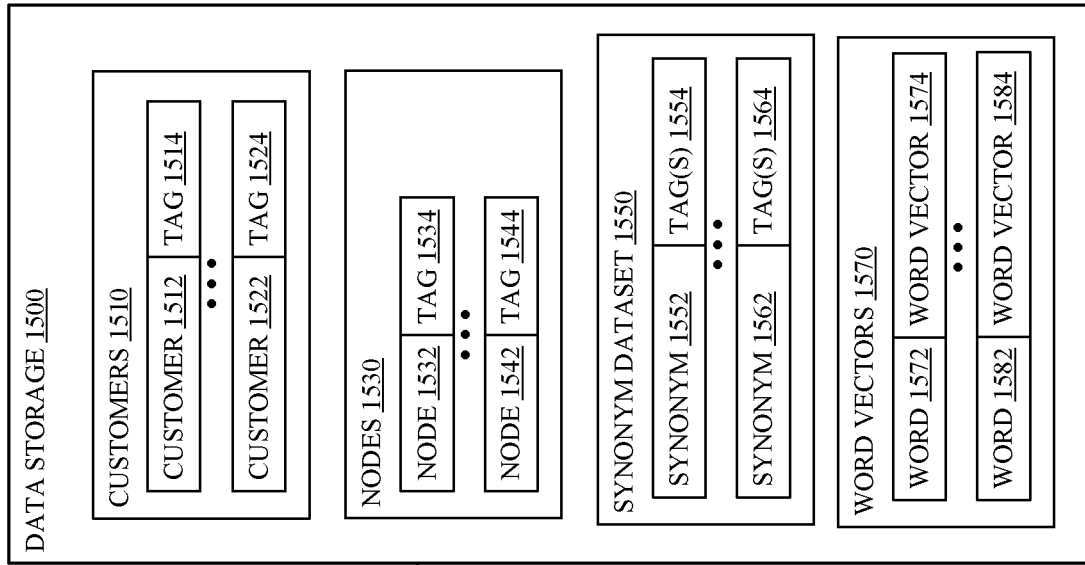 DATA STORAGE 1500
CUSTOMERS 1510
CUSTOMER 1512 TAG 1514
CUSTOMER 1522 TAG 1524
NODES 1530
NODE 1532 TAG 1534
NODE 1542 TAG 1544
SYNONYM DATASET 1550
SYNONYM 1552 TAG(S) 1554
SYNONYM 1562 TAG(S) 1564
WORD VECTORS 1570
WORD 1572 WORD VECTOR 1574
WORD 1582 WORD VECTOR 1584